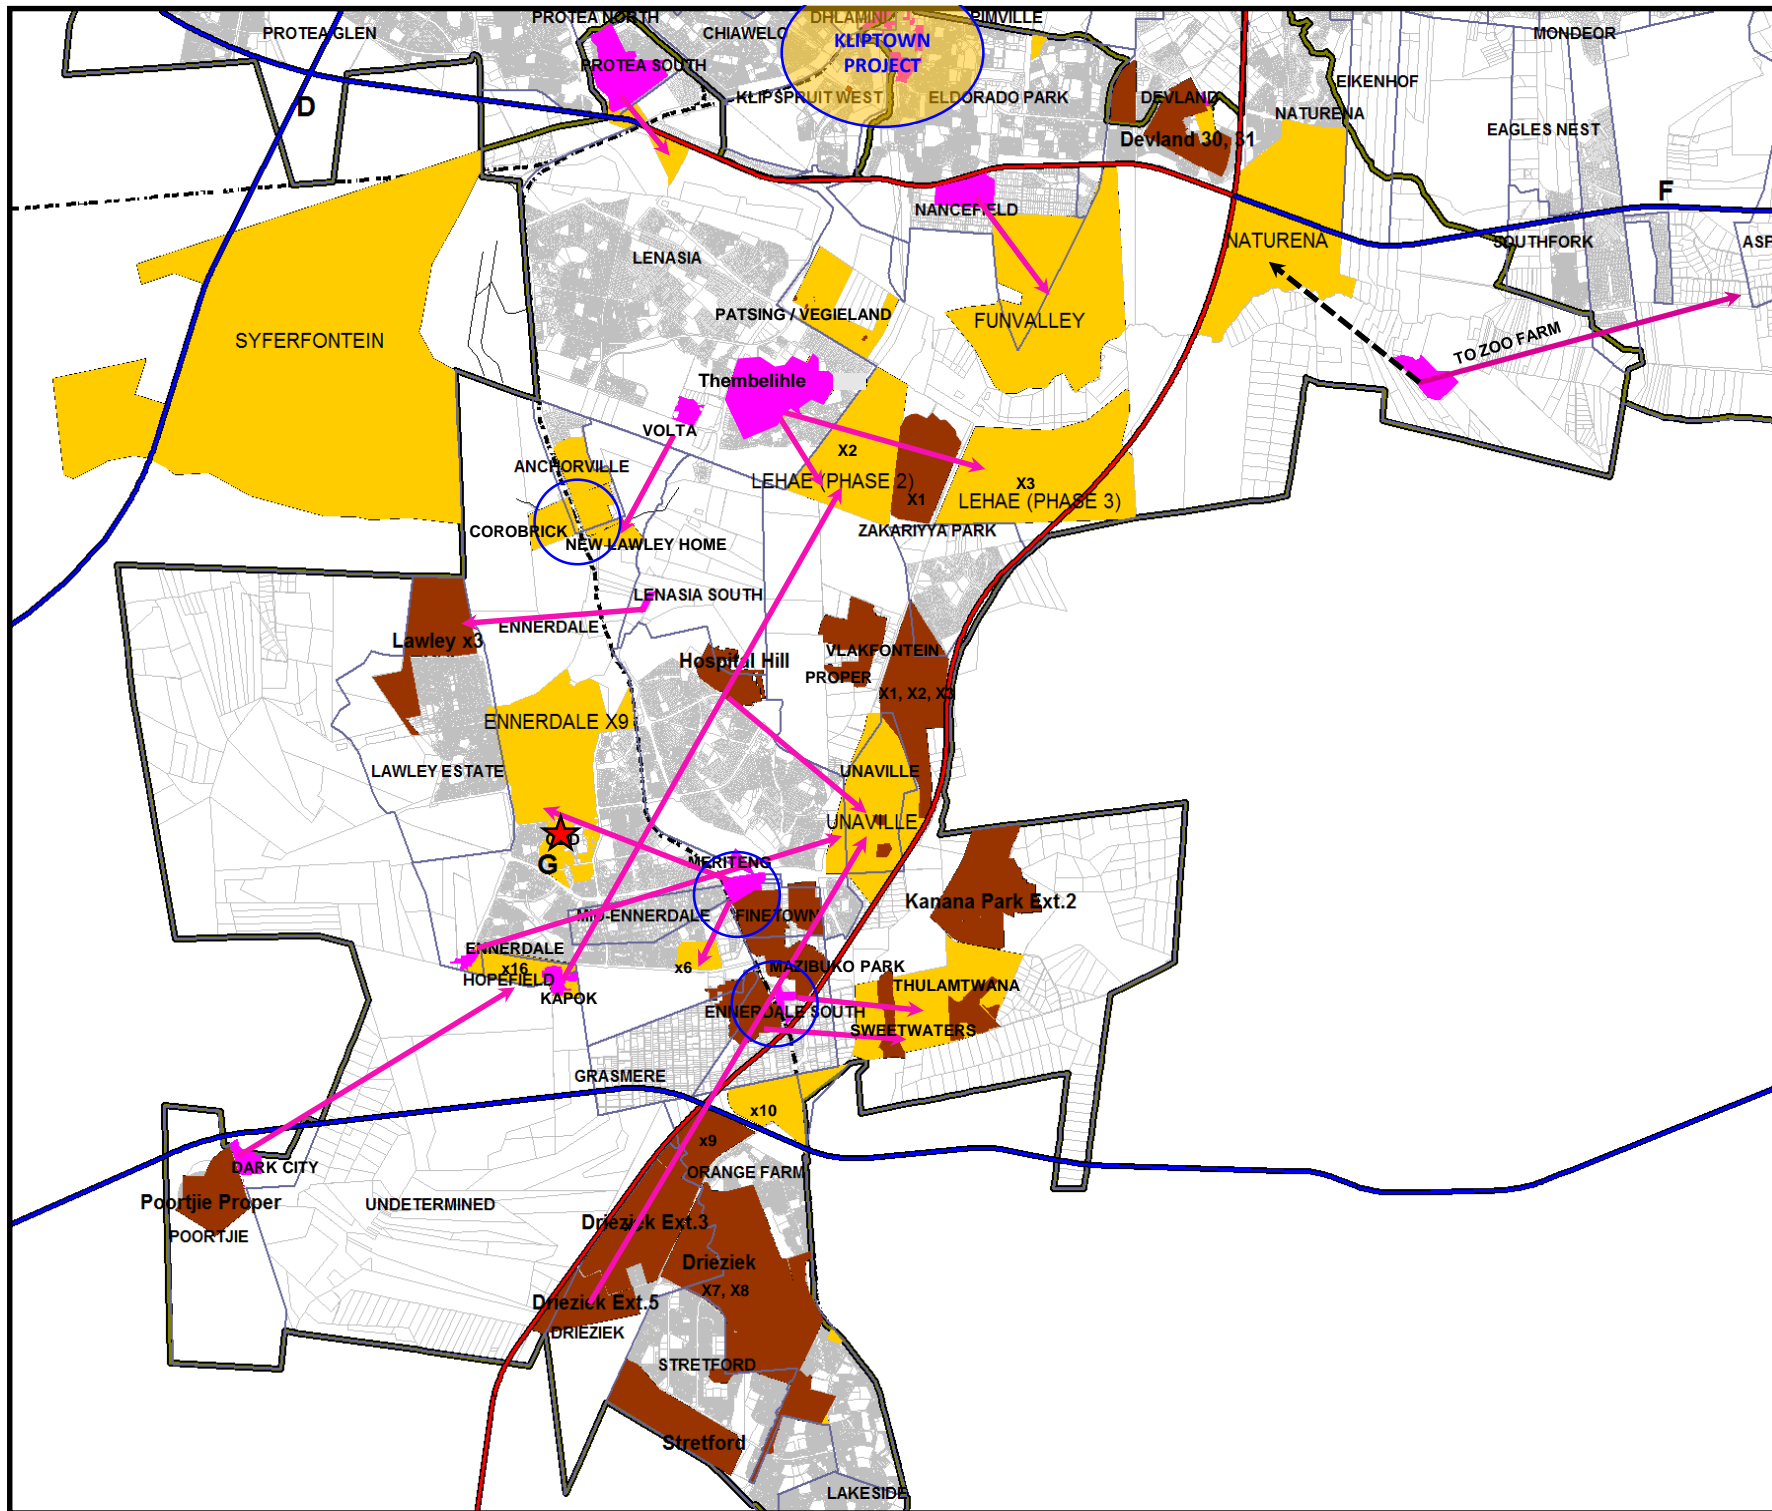 PROTEA NORTH
DHLAMINI
PIMVILLE
PROTEA GLEN
CHIAWELO
MONDEOR
KLIPTOWN
PROJECT
PROTEA SOUTH
EIKENHOF
KLIPSPRUIT WEST
ELDORADO PARK
DEVLAND
D
NATURENA
EAGLES NEST
Devland 30, 31
F
NANCEFIELD
NATURENA
SOUTHFORK
ASP
LENASIA
PATSING / VEGIELAND
FUNVALLEY
SYFERFONTEIN
TO ZOO FARM
Thembelihle
VOLTA
X2
ANCHORVILLE
LEHAE (PHASE 2)
X3
X1
LEHAE (PHASE 3)
COROBRICK
ZAKARIYYA PARK
NEW LAWLEY HOME
LENASIA SOUTH
ENNERDALE
Lawley x3
VLAKFONTEIN
Hospital Hill
PROPER
X1, X2, X3
ENNERDALE X9
LAWLEY ESTATE
UNAVILLE
UNAVILLE
G
MERITENG
Kanana Park Ext.2
MID-ENNERDALE
FINETOWN
ENNERDALE
x16
x6
MAZIBUKO PARK
HOPEFIELD
THULAMTWANA
KAPOK
ENNERDALE SOUTH
SWEETWATERS
GRASMERE
x10
x9
DARK CITY
ORANGE FARM
Poortjie Proper
UNDETERMINED
Drieziek Ext.3
POORTJIE
Drieziek
X7, X8
Drieziek Ext.5
DRIEZIEK
STRETFORD
Stretford
LAKESIDE